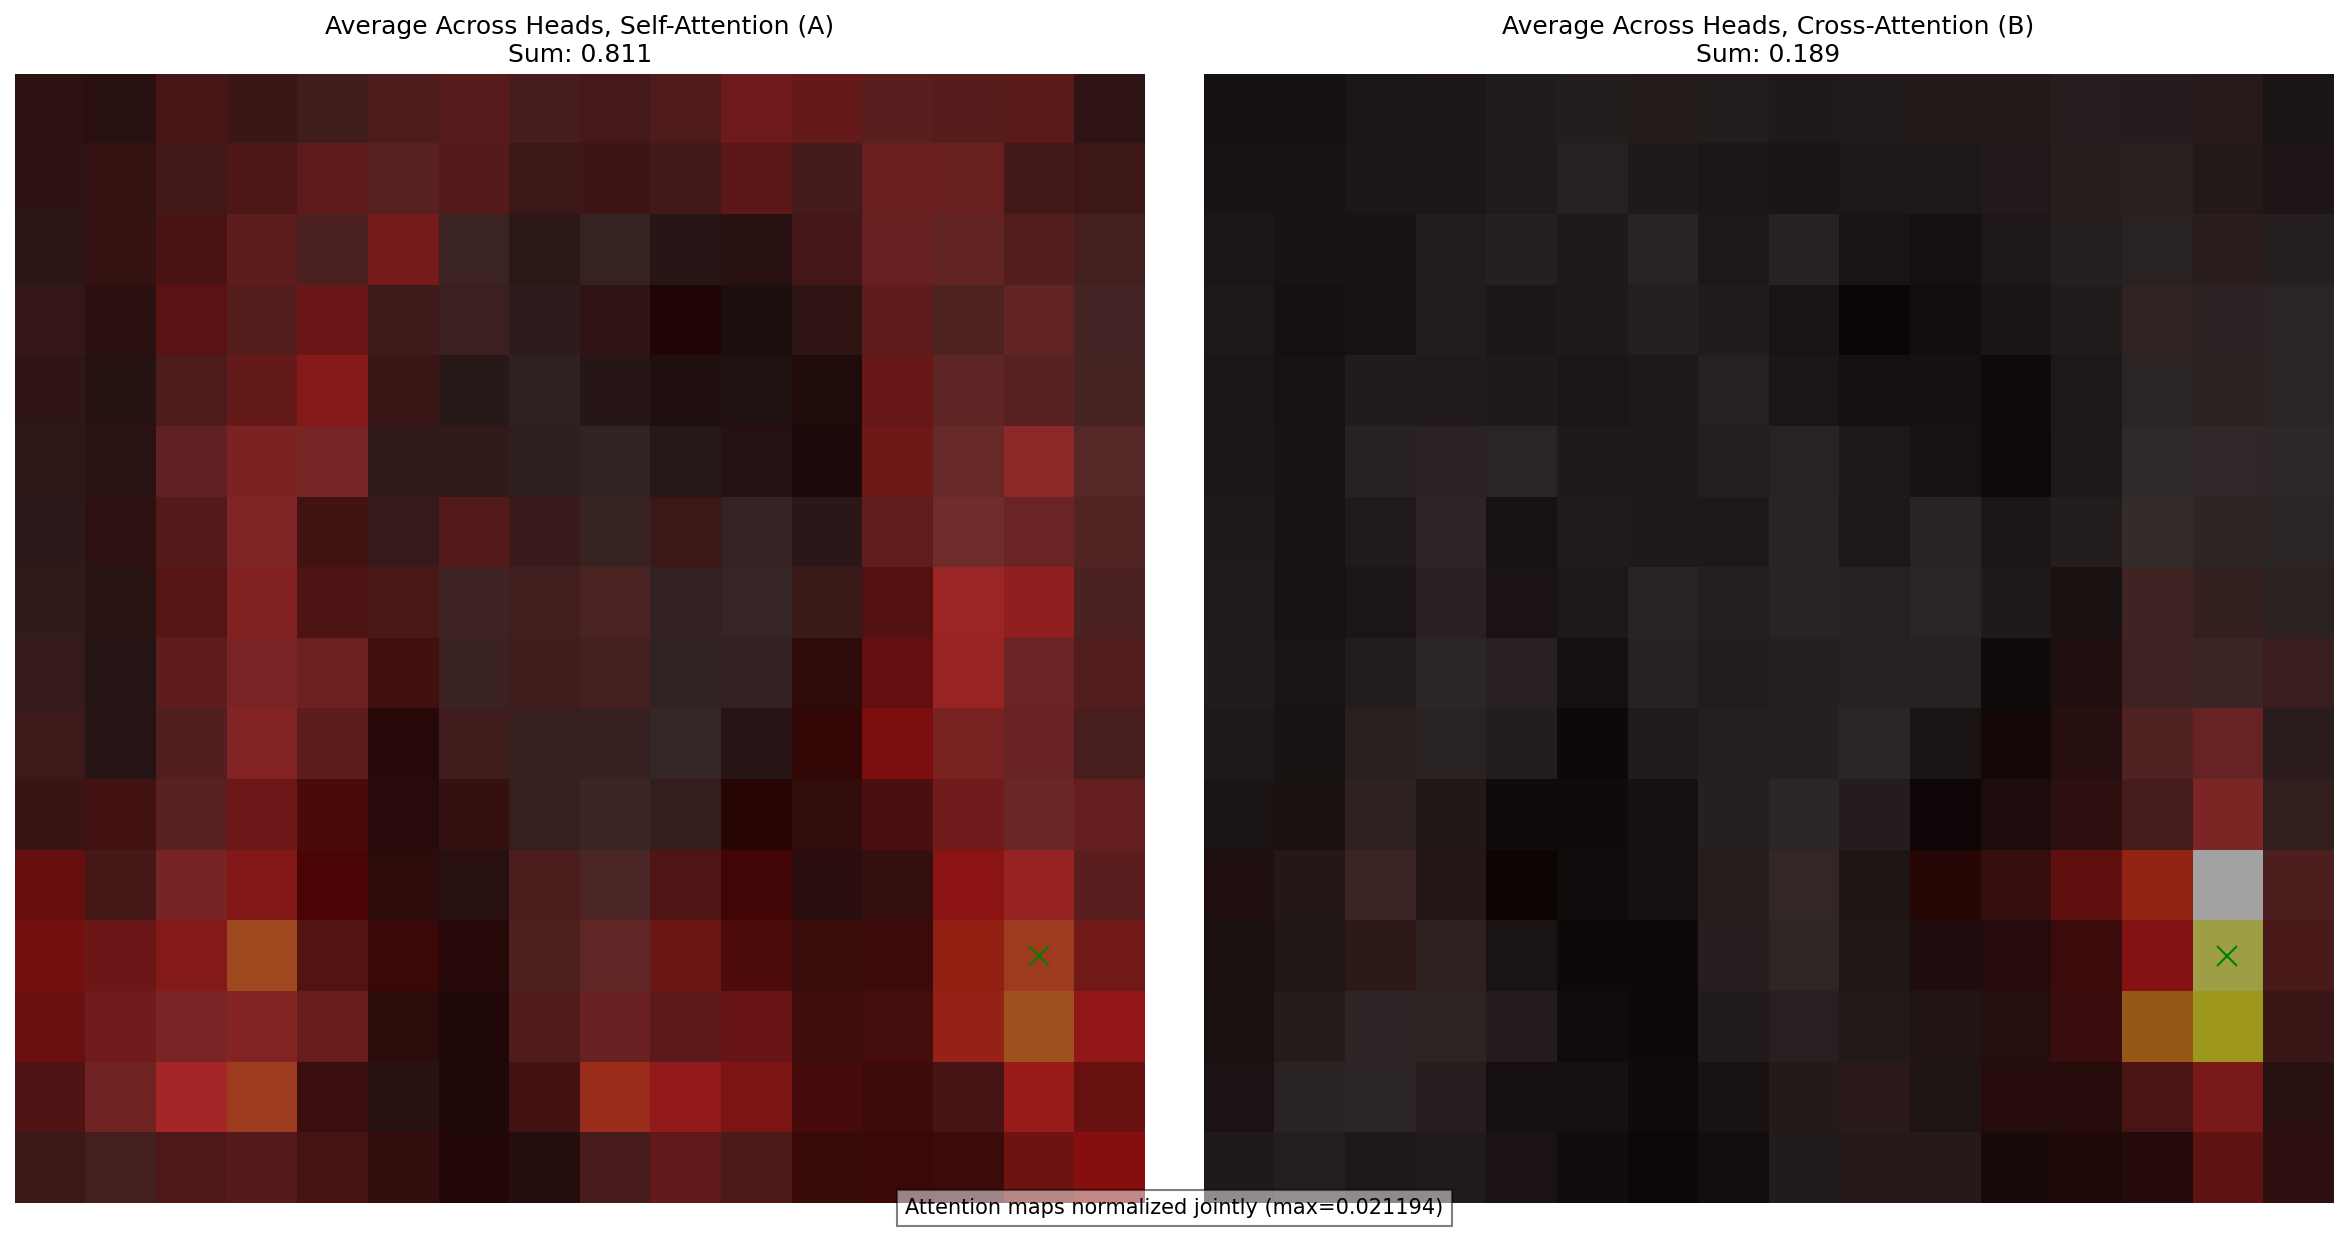 Average Across Heads, Self-Attention (A)
Sum: 0.811
Average Across Heads, Cross-Attention (B)
Sum: 0.189
Attention maps normalized jointly (max=0.021194)